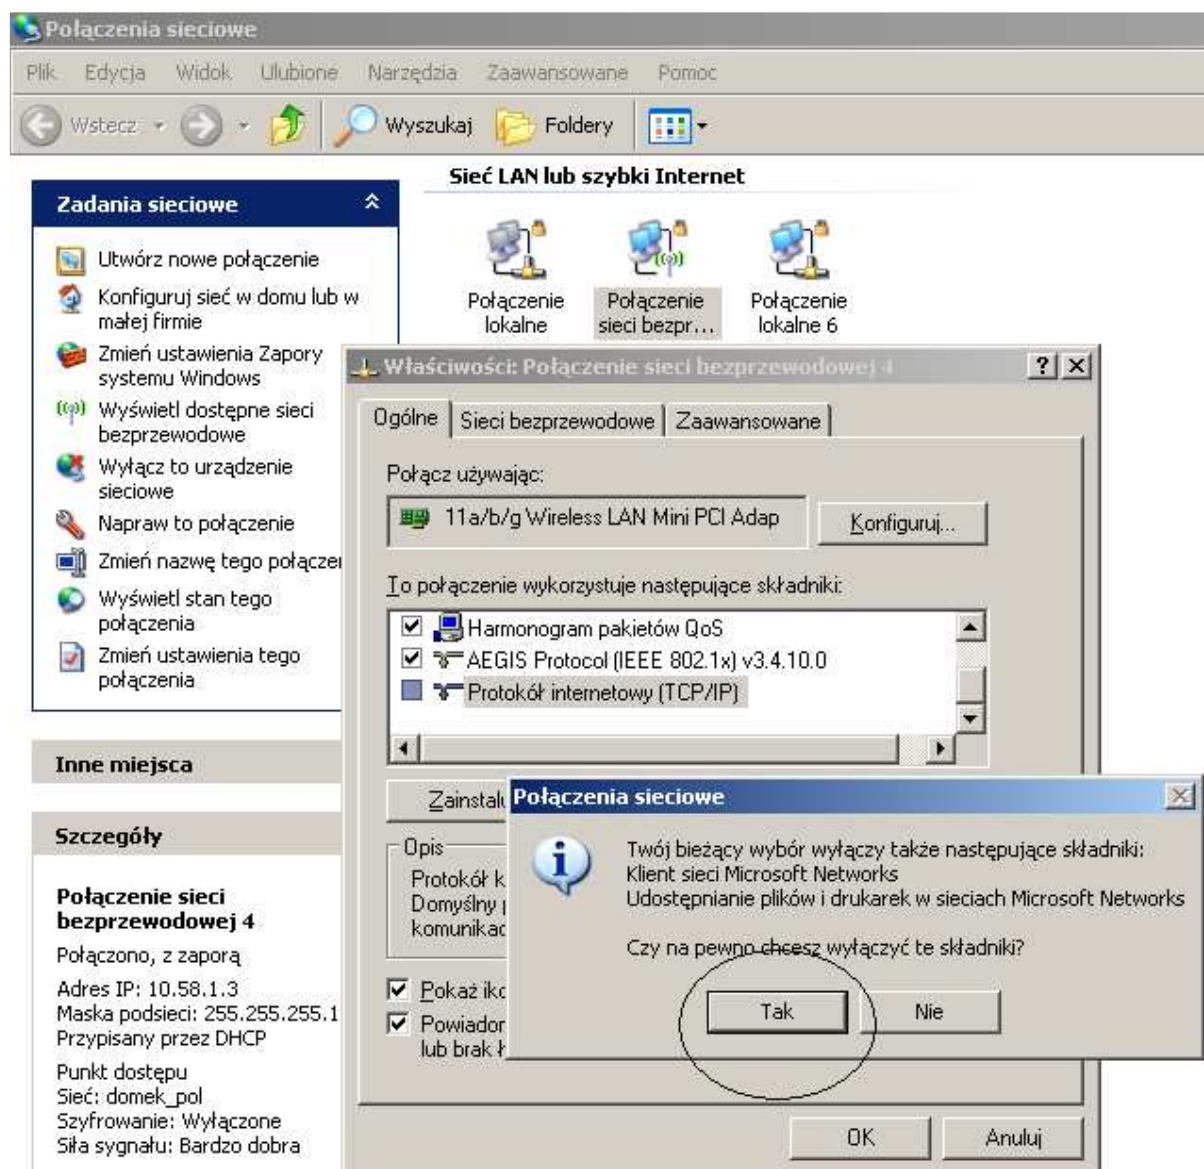 Połączenia sieciowe
Plik Edycja Widok Ulubione Narzędzia Zaawansowane Pomoc
Wstecz Wyszukaj Foldery
Zadania sieciowe
Utwórz nowe połączenie
Konfiguruj sieć w domu lub w
małej firmie
Zmień ustawienia Zapory
systemu Windows
Wyświetl dostępne sieci
bezprzewodowe
Wyłącz to urządzenie
sieciowe
Napraw to połączenie
Zmień nazwę tego
Wyświetl stan tego
połączenia
Zmień ustawienia tego
połączenia
Inne miejsca
Szczegóły
Połączenie sieci
bezprzewodowej 4
Połączono, z zaporą
Adres IP: 10.58.1.3
Maska podsieci: 255.255.255.1
Przypisany przez DHCP
Punkt dostępu
Sieć: domek_pol
Szyfrowanie: Wyłączone
Siła sygnału: Bardzo dobra
Sieć LAN lub szybki Internet
Połączenie
lokalne
Połączenie
sieci bezpr...
Połączenie
lokalne 6
Właściwości: Połączenie sieci bezprzewodowej 4
Ogólne Sieci bezprzewodowe Zaawansowane
Połącz używając:
11a/b/g Wireless LAN Mini PCI Adap
Konfiguruj...
To połączenie wykorzystuje następujące składniki:
Harmonogram pakietów QoS
AEGIS Protocol (IEEE 802.1x) v3.4.10.0
Protokół internetowy (TCP/IP)
Opis
Protokół
Domyślny
Pokaż
lub brak
OK Anuluj
Połączenia sieciowe
Twój bieżący wybór wyłączy także następujące składniki:
Klient sieci Microsoft Networks
Udostępnianie plików i drukarek w sieciach Microsoft Networks
Czy na pewno chcesz wyłączyć te składniki?
Tak Nie